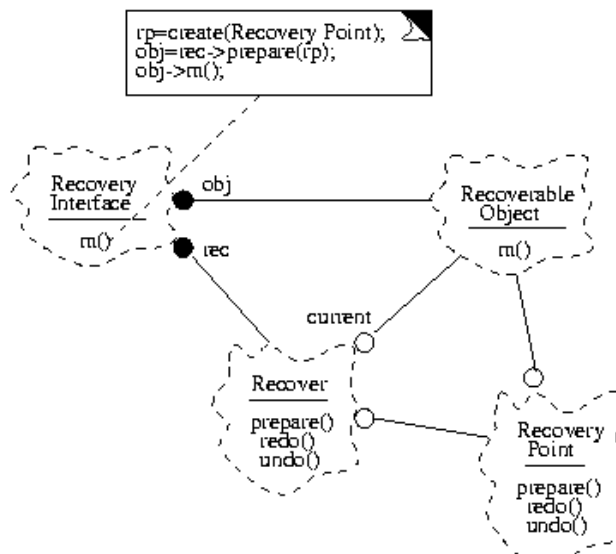 rp=create(Recovery Point);
obj=rec->prepare(rp);
obj->m();
Recovery
Interface
m()
obj
rec
Recoverable
Object
m()
current
Recover
prepare()
redo()
undo()
Recovery
Point
prepare()
redo()
undo()